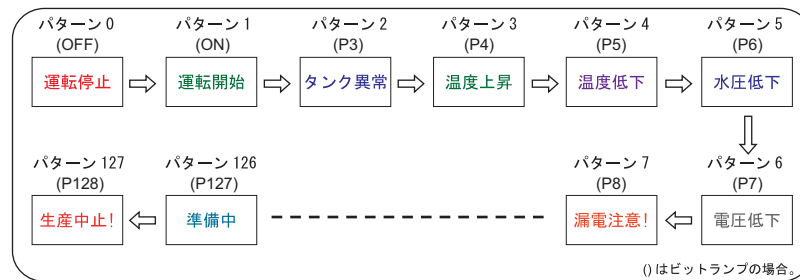 パターン 0
(OFF)
運転停止
パターン 1
(ON)
運転開始
パターン 2
(P3)
タンク異常
パターン 3
(P4)
温度上昇
パターン 4
(P5)
温度低下
パターン 5
(P6)
水圧低下
パターン 6
(P7)
電圧低下
パターン 7
(P8)
漏電注意!
パターン 126
(P127)
準備中
パターン 127
(P128)
生産中止!
() はビットランプの場合。